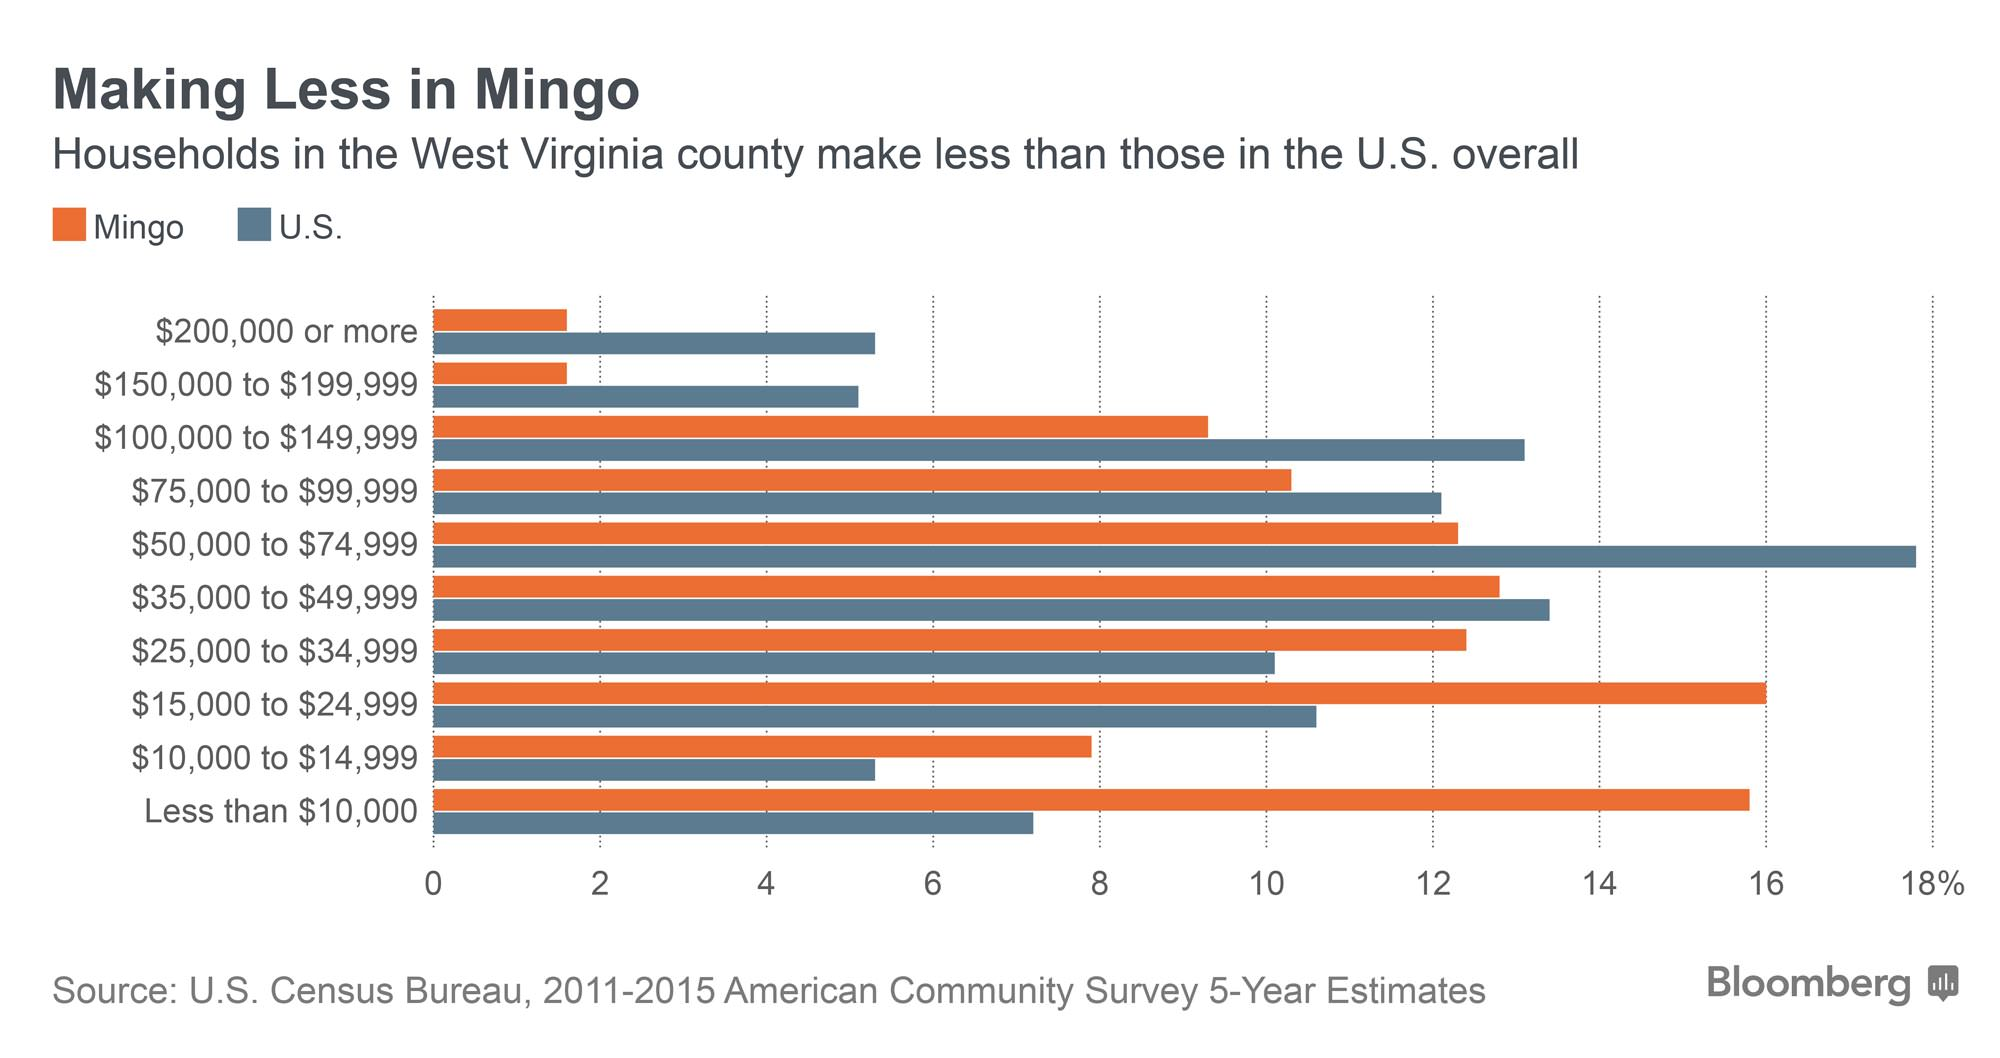 Making Less in Mingo
Households in the West Virginia county make less than those in the U.S. overall
Mingo U.S.
$200,000 or more
$150,000 to $199,999
$100,000 to $149,999
$75,000 to $99,999
$50,000 to $74,999
$35,000 to $49,999
$25,000 to $34,999
$15,000 to $24,999
$10,000 to $14,999
Less than $10,000
0 2 4 6 8 10 12 14 16 18%
Source: U.S. Census Bureau, 2011-2015 American Community Survey 5-Year Estimates
Bloomberg